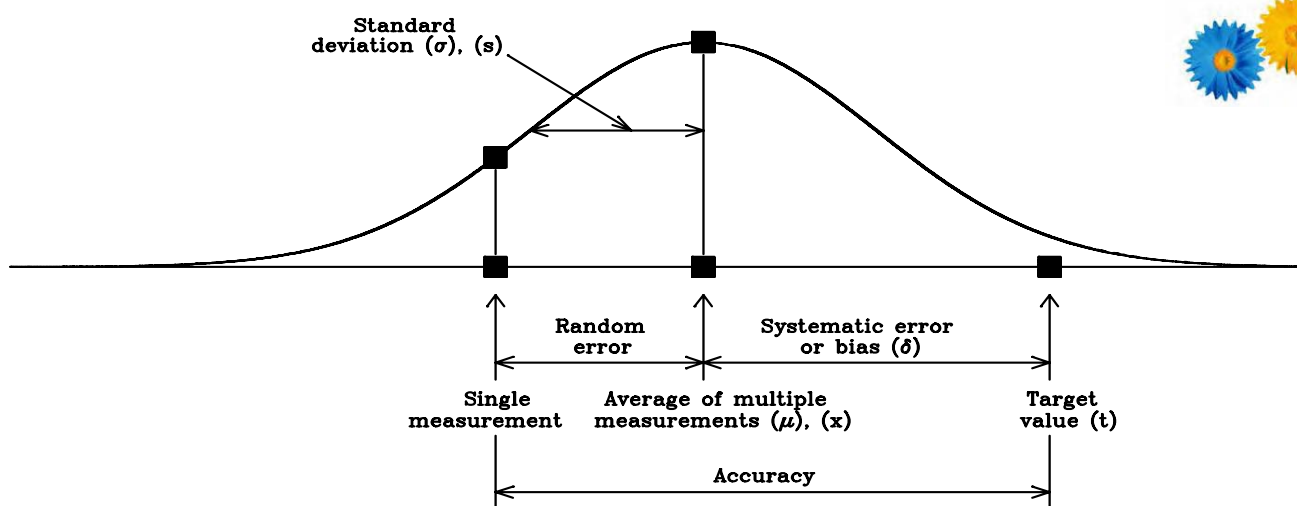 Standard
deviation (σ), (s)
Random
error
Systematic error
or bias (δ)
Single
measurement
Average of multiple
measurements (μ), (x)
Target
value (t)
Accuracy